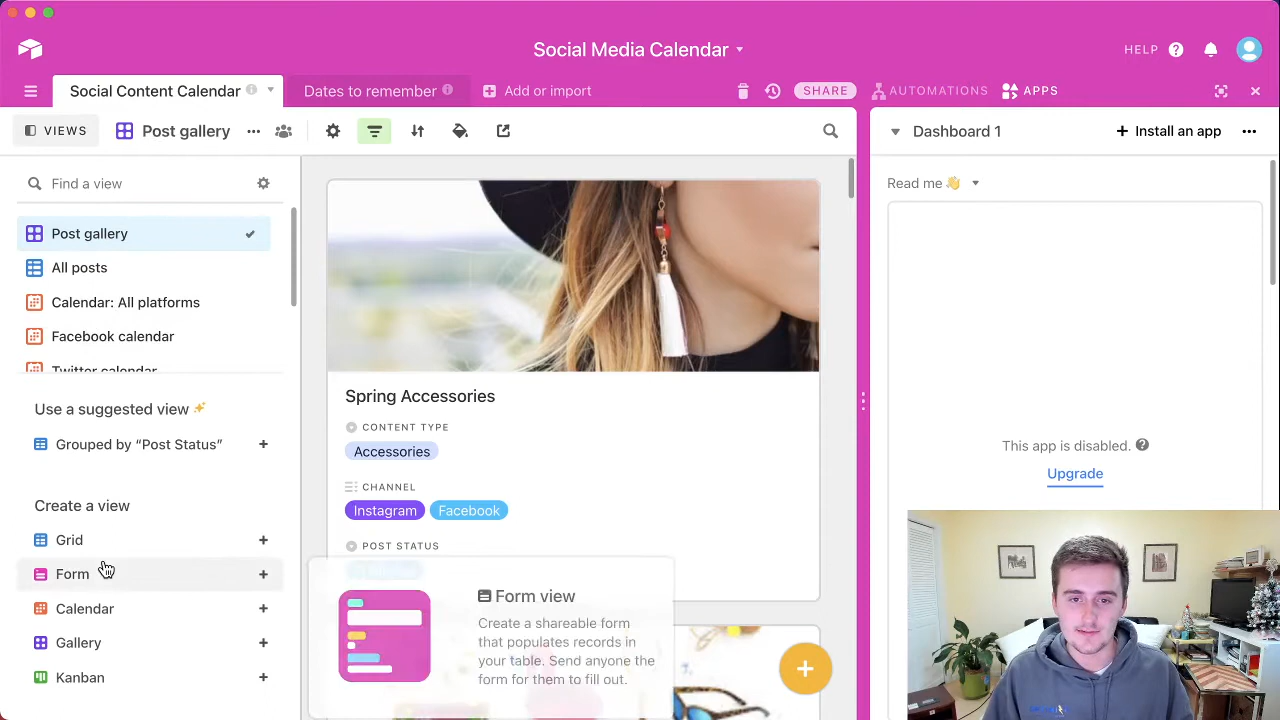 Social Media Calendar
HELP
Social Content Calendar
Dates to remember
Add or import
SHARE
AUTOMATIONS
APPS
VIEWS
Post gallery
Dashboard 1
Install an app
Find a view
Read me 👋
Post gallery
All posts
Calendar: All platforms
Facebook calendar
Twitter calendar
Use a suggested view ✨
Grouped by “Post Status”
Create a view
Grid
Form
Calendar
Gallery
Kanban
Spring Accessories
CONTENT TYPE
Accessories
CHANNEL
Instagram Facebook
POST STATUS
Form view
Create a shareable form
that populates records in
your table. Send anyone the
form for them to fill out.
This app is disabled.
Upgrade